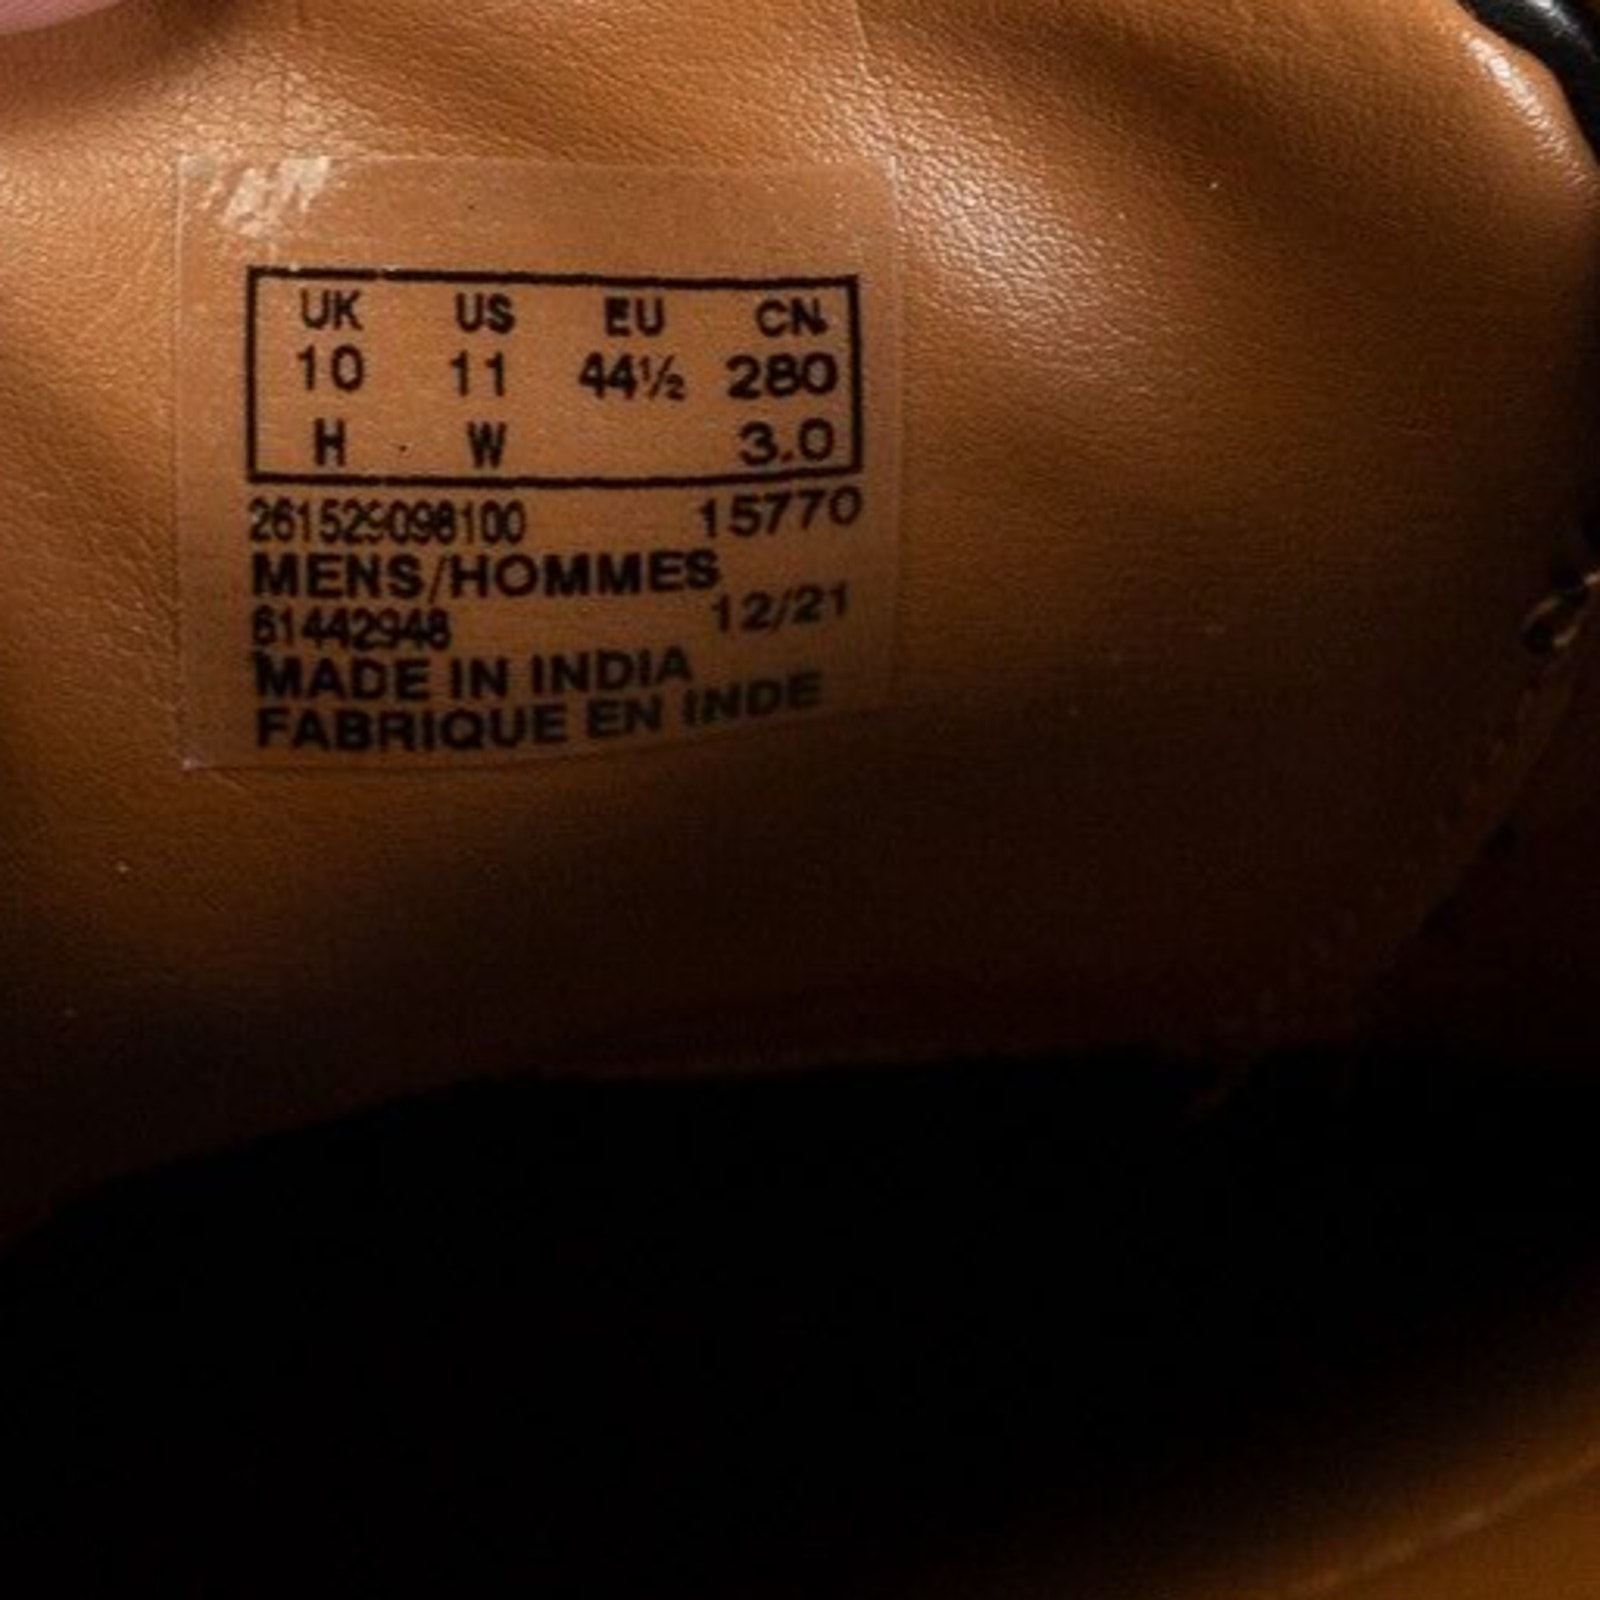 UK US EU CN
10 11 44½ 280
H W 3.0
261529098100 15770
MENS/HOMMES
61442948 12/21
MADE IN INDIA
FABRIQUE EN INDE